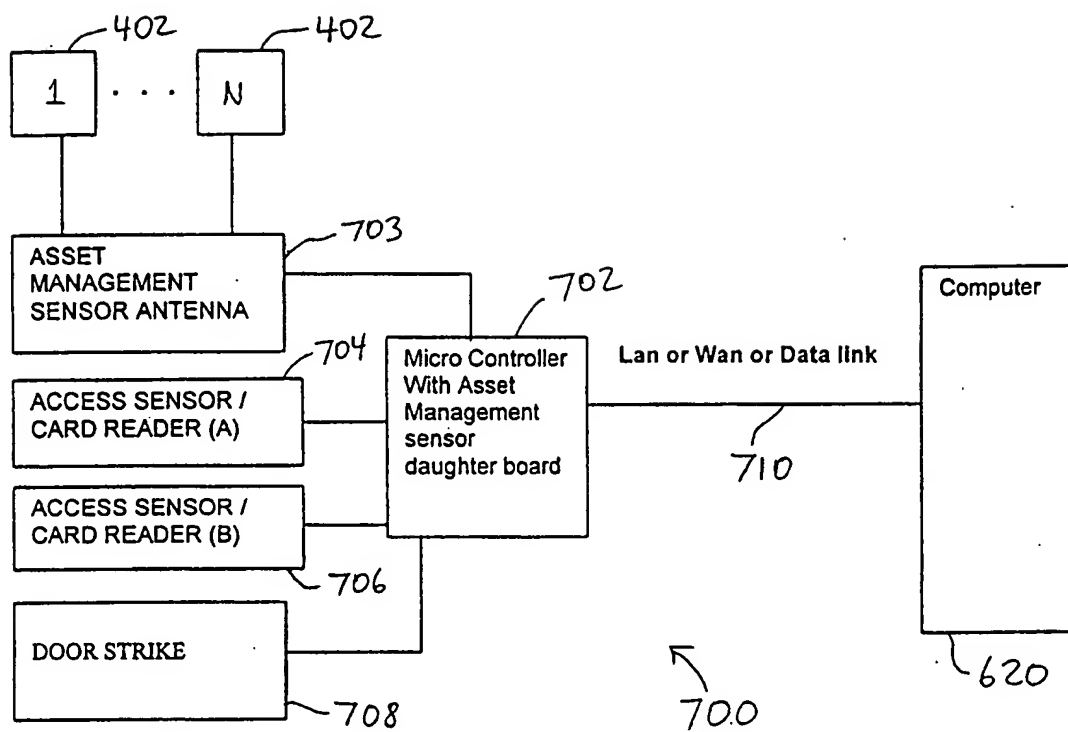 402
402
1 . . . N
703
ASSET
MANAGEMENT
SENSOR ANTENNA
702
Computer
704
Micro Controller
With Asset
Management
sensor
daughter board
Lan or Wan or Data link
ACCESS SENSOR /
CARD READER (A)
710
ACCESS SENSOR /
CARD READER (B)
706
DOOR STRIKE
708
700
620